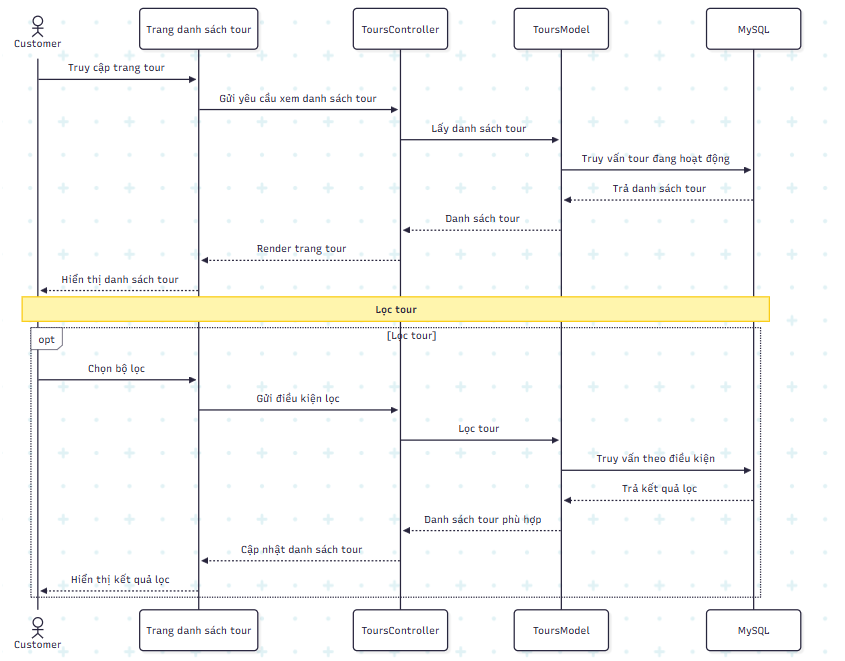 Customer
Trang danh sách tour
ToursController
ToursModel
MySQL
Truy cập trang tour
Gửi yêu cầu xem danh sách tour
Lấy danh sách tour
Truy vấn tour đang hoạt động
Trả danh sách tour
Danh sách tour
Render trang tour
Hiển thị danh sách tour
Lọc tour
opt
[Lọc tour]
Chọn bộ lọc
Gửi điều kiện lọc
Lọc tour
Truy vấn theo điều kiện
Trả kết quả lọc
Danh sách tour phù hợp
Cập nhật danh sách tour
Hiển thị kết quả lọc
Customer
Trang danh sách tour
ToursController
ToursModel
MySQL